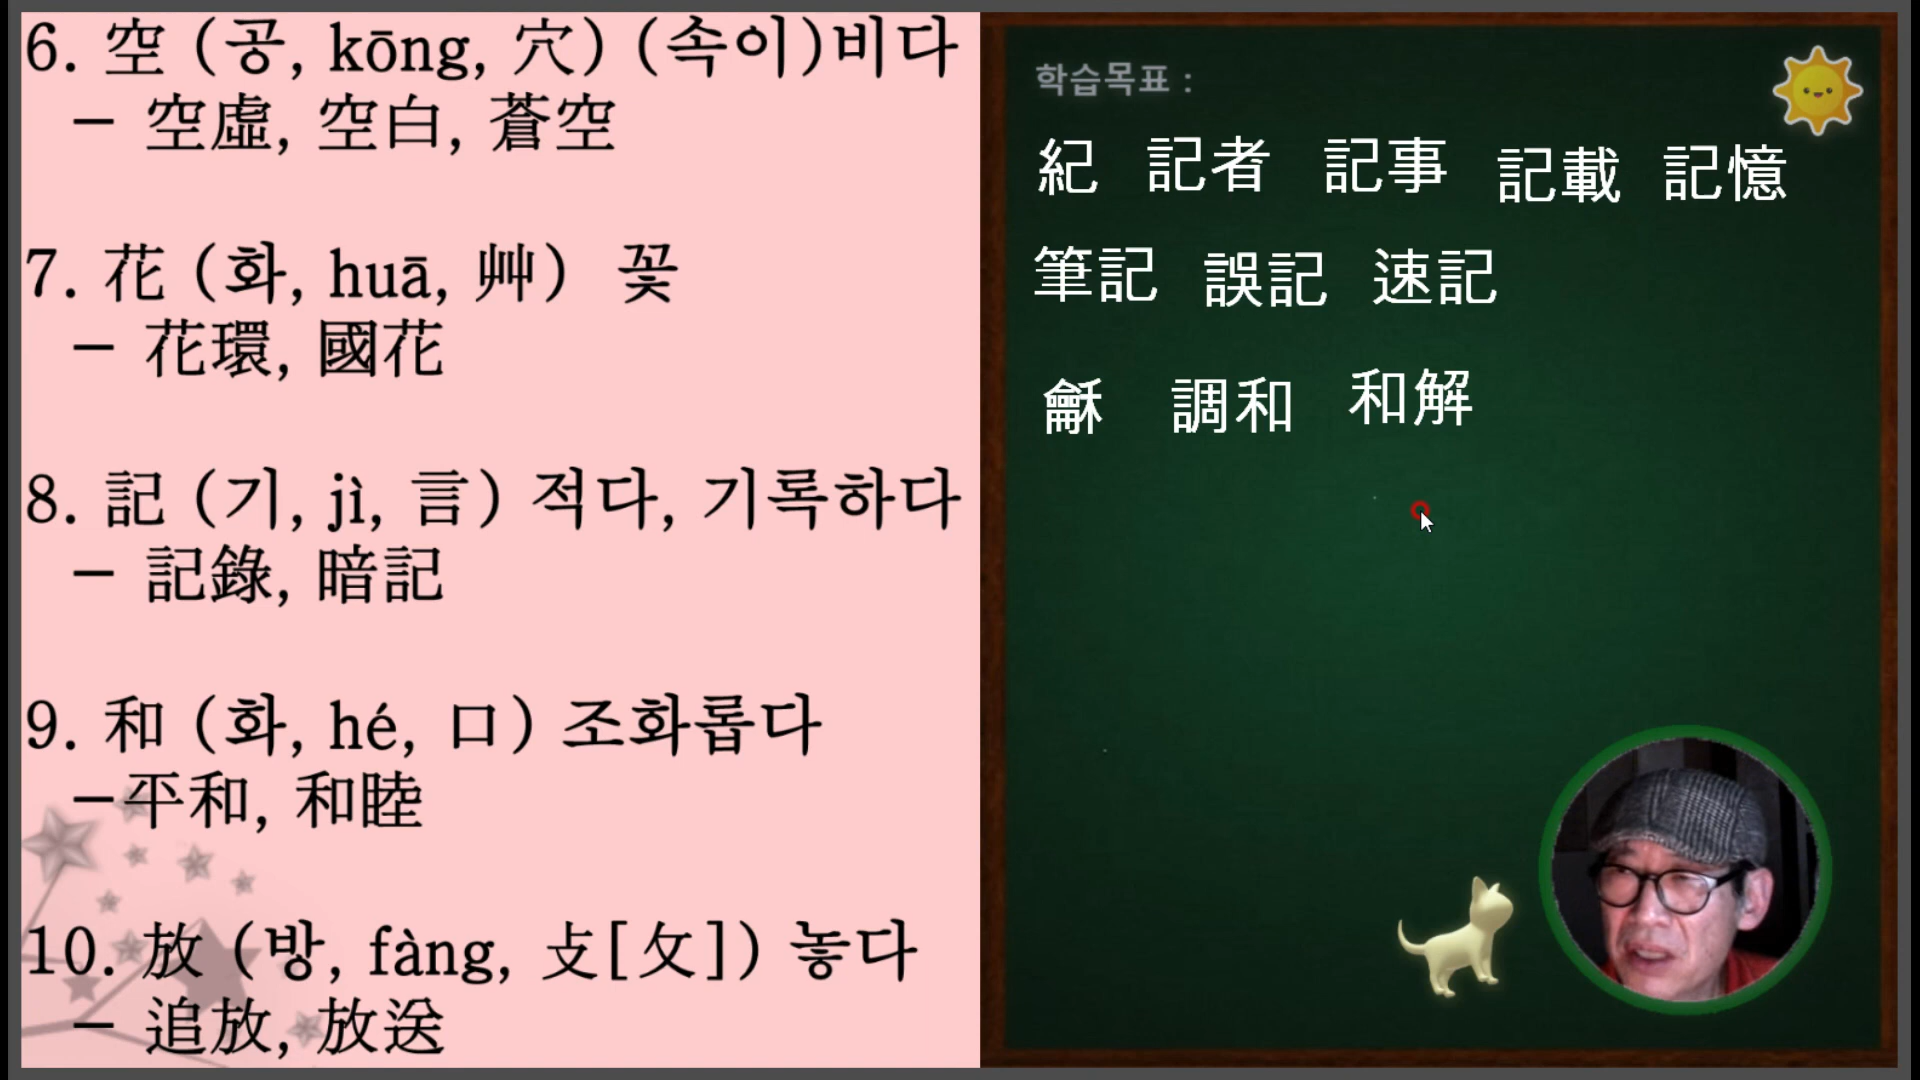 6. 空 (공, kōng, 穴) (속이)비다
– 空虛, 空白, 蒼空
7. 花 (화, huā, 艸) 꽃
– 花環, 國花
8. 記 (기, jì, 言) 적다, 기록하다
– 記錄, 暗記
9. 和 (화, hé, 口) 조화롭다
–平和, 和睦
10. 放 (방, fàng, 攴[攵]) 놓다
– 追放, 放送
학습목표 :
紀 記者 記事 記載 記憶
筆記 誤記 速記
龢 調和 和解